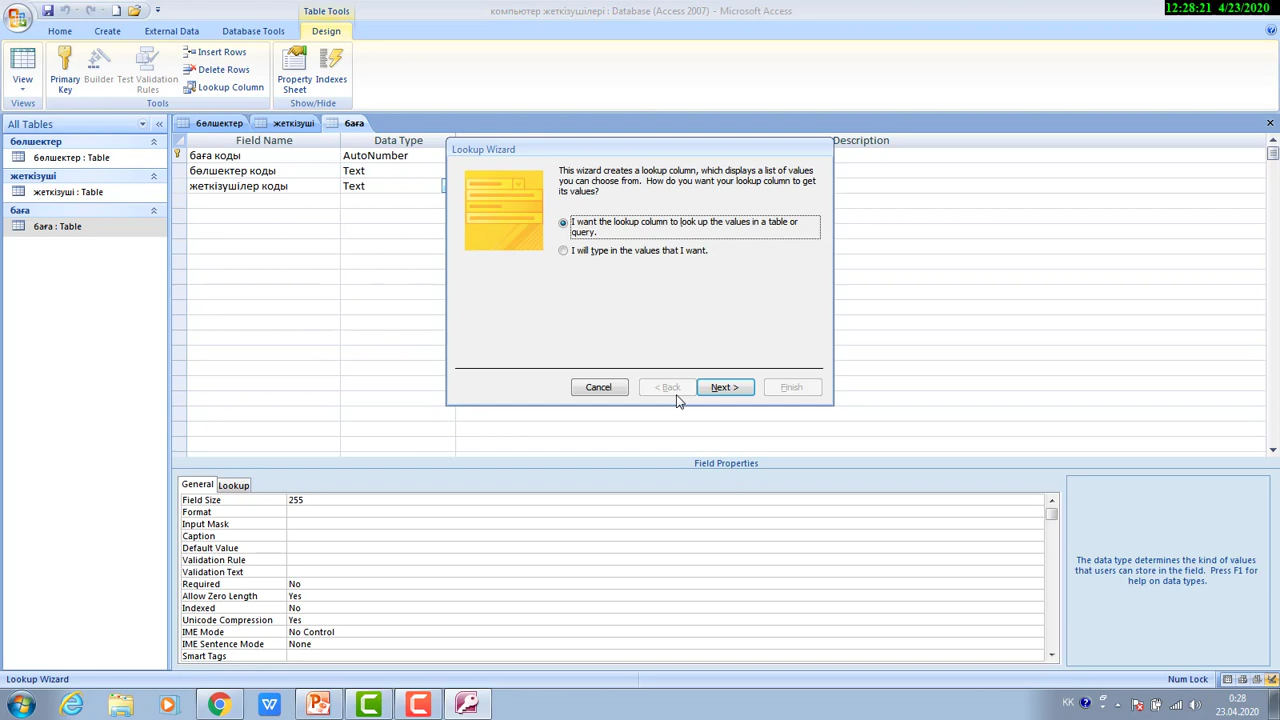 Table Tools
компьютер жеткізушілері : Database (Access 2007) - Microsoft Access
12:28:21 4/23/2020
Home
Create
External Data
Database Tools
Design
View
Primary Key
Builder
Test Validation Rules
Insert Rows
Delete Rows
Lookup Column
Property Sheet
Indexes
Views
Tools
Show/Hide
All Tables
бөлшектер
жеткізуші
баға
бөлшектер
бөлшектер : Table
жеткізуші
жеткізуші : Table
баға
баға : Table
Field Name
Data Type
Description
баға коды
AutoNumber
бөлшектер коды
Text
жеткізушілер коды
Text
Lookup Wizard
This wizard creates a lookup column, which displays a list of values
you can choose from.  How do you want your lookup column to get
its values?
I want the lookup column to look up the values in a table or
query.
I will type in the values that I want.
Cancel
< Back
Next >
Finish
Field Properties
General
Lookup
Field Size
255
Format
Input Mask
Caption
Default Value
Validation Rule
Validation Text
Required
No
Allow Zero Length
Yes
Indexed
No
Unicode Compression
Yes
IME Mode
No Control
IME Sentence Mode
None
Smart Tags
The data type determines the kind of values
that users can store in the field.  Press F1 for
help on data types.
Lookup Wizard
Num Lock
KK
0:28
23.04.2020